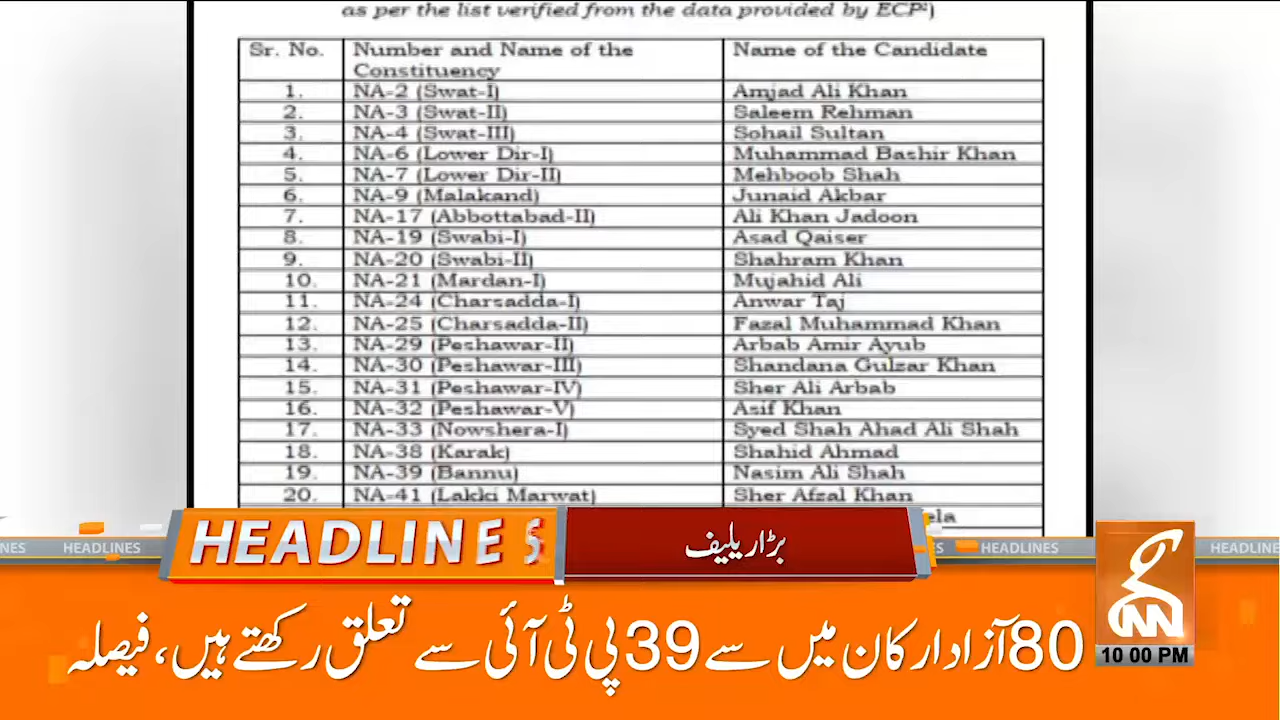 as per the list verified from the data provided by ECP²)
Sr. No. Number and Name of the Constituency Name of the Candidate
1. NA-2 (Swat-I) Amjad Ali Khan
2. NA-3 (Swat-II) Saleem Rehman
3. NA-4 (Swat-III) Sohail Sultan
4. NA-6 (Lower Dir-I) Muhammad Bashir Khan
5. NA-7 (Lower Dir-II) Mehboob Shah
6. NA-9 (Malakand) Junaid Akbar
7. NA-17 (Abbottabad-II) Ali Khan Jadoon
8. NA-19 (Swabi-I) Asad Qaiser
9. NA-20 (Swabi-II) Shahram Khan
10. NA-21 (Mardan-I) Mujahid Ali
11. NA-24 (Charsadda-I) Anwar Taj
12. NA-25 (Charsadda-II) Fazal Muhammad Khan
13. NA-29 (Peshawar-II) Arbab Amir Ayub
14. NA-30 (Peshawar-III) Shandana Gulzar Khan
15. NA-31 (Peshawar-IV) Sher Ali Arbab
16. NA-32 (Peshawar-V) Asif Khan
17. NA-33 (Nowshera-I) Syed Shah Ahad Ali Shah
18. NA-38 (Karak) Shahid Ahmad
19. NA-39 (Bannu) Nasim Ali Shah
20. NA-41 (Lakki Marwat) Sher Afzal Khan
HEADLINES
بڑا ریلیف
HEADLINES
HEADLINES
GNN
80 آزاد ارکان میں سے 39 پی ٹی آئی سے تعلق رکھتے ہیں، فیصلہ
10 00 PM